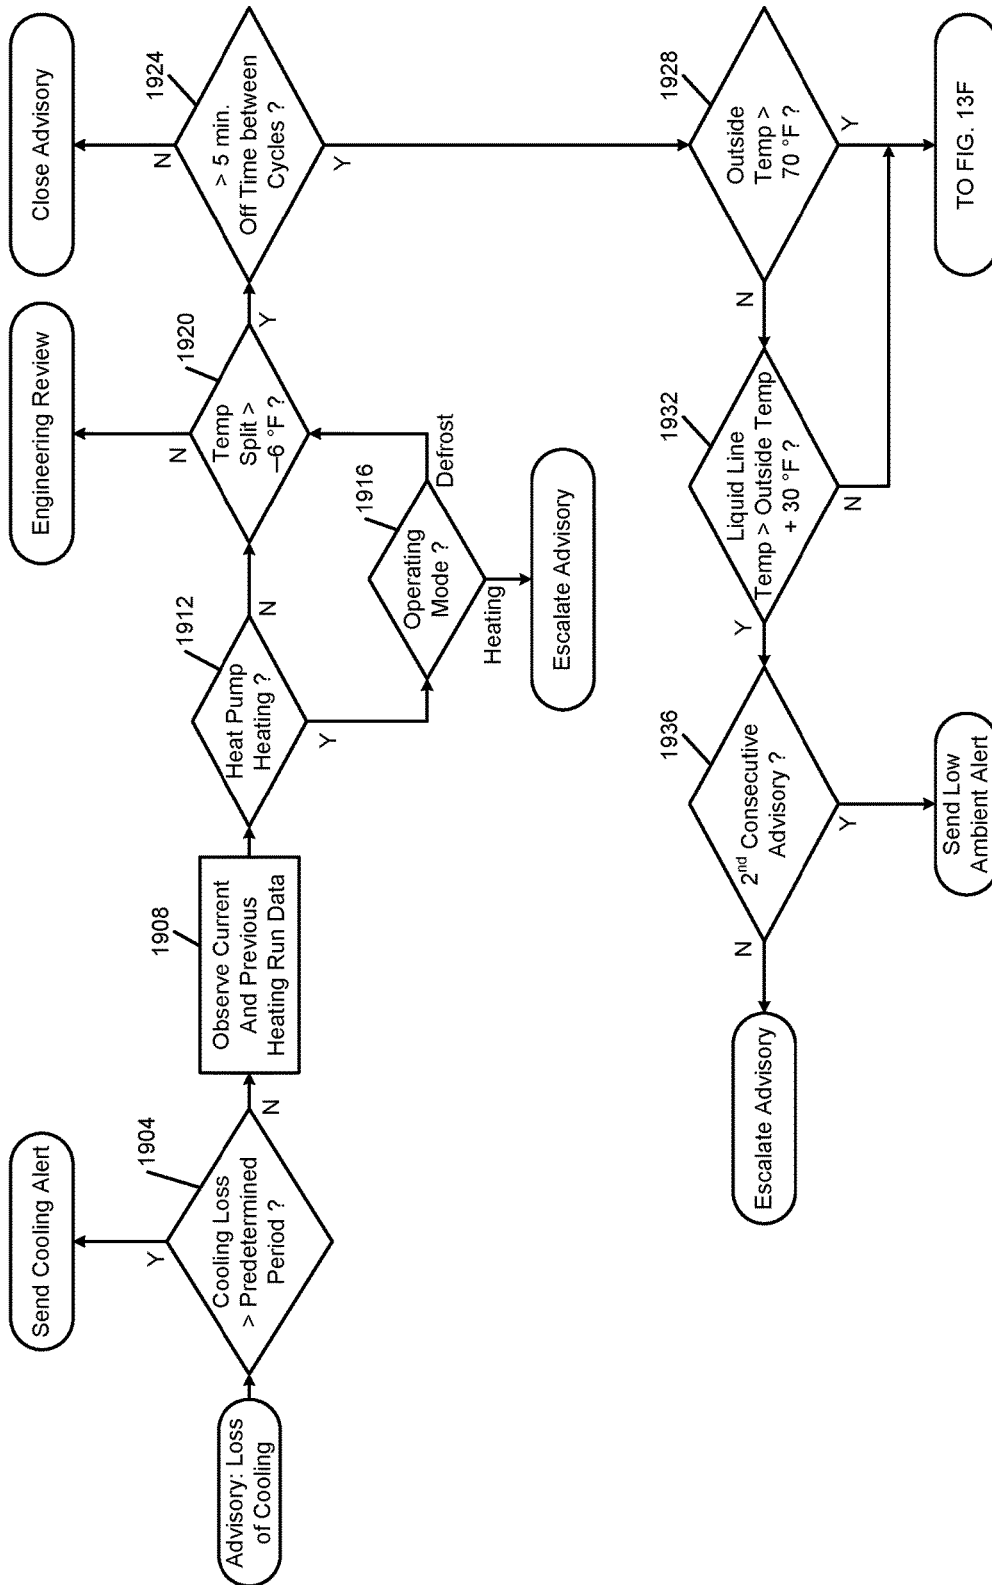 Advisory: Loss
of Cooling
Send Cooling Alert
1904
Cooling Loss
> Predetermined
Period ?
Y
N
1908
Observe Current
And Previous
Heating Run Data
1912
Heat Pump
Heating ?
N
Y
1916
Operating
Mode ?
Defrost
Heating
Escalate Advisory
Engineering Review
1920
Temp
Split >
–6 °F ?
N
Y
Close Advisory
1924
> 5 min.
Off Time between
Cycles ?
N
Y
1928
Outside
Temp >
70 °F ?
N
Y
TO FIG. 13F
1932
Liquid Line
Temp > Outside Temp
+ 30 °F ?
Y
N
1936
2nd Consecutive
Advisory ?
N
Y
Send Low
Ambient Alert
Escalate Advisory